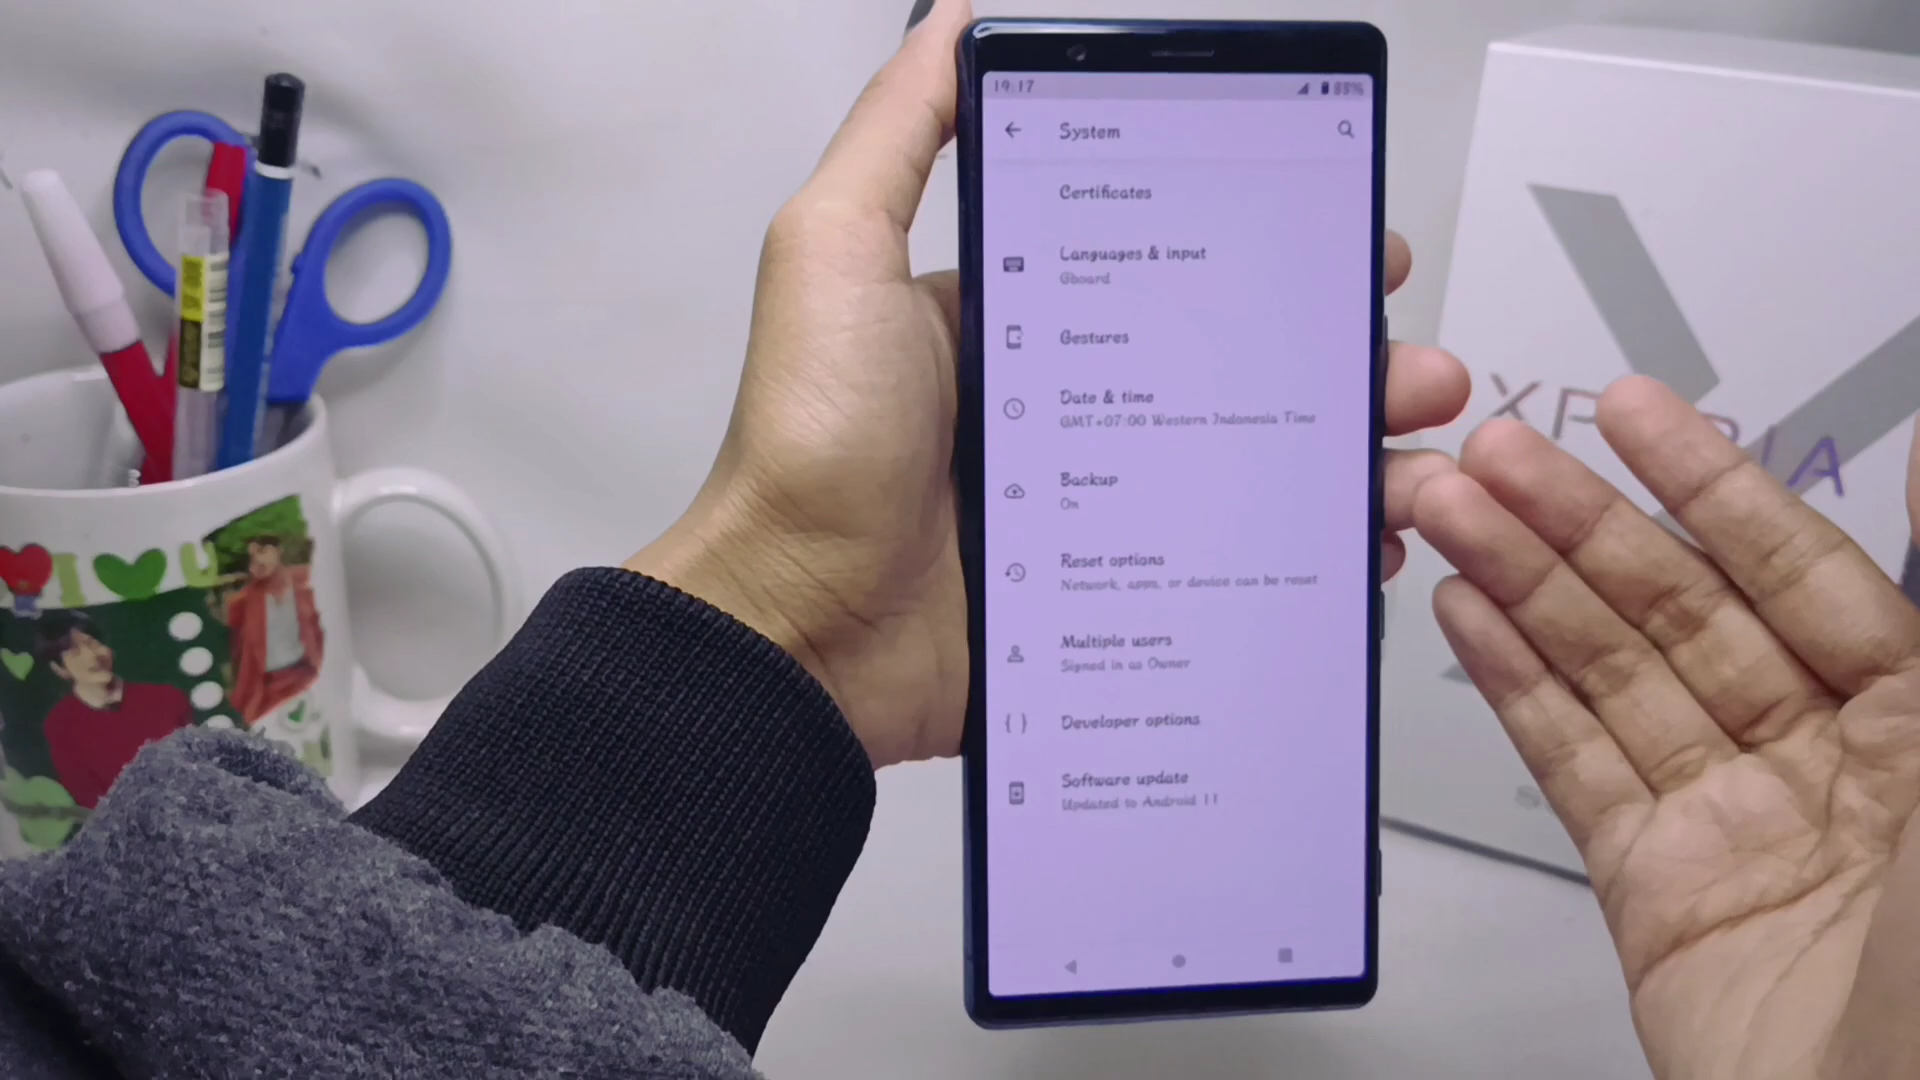 19:17
88%
System
Certificates
Languages & input
Gboard
Gestures
Date & time
GMT+07:00 Western Indonesia Time
Backup
On
Reset options
Network, apps, or device can be reset
Multiple users
Signed in as Owner
{ } Developer options
Software update
Updated to Android 11
XPERIA
I U